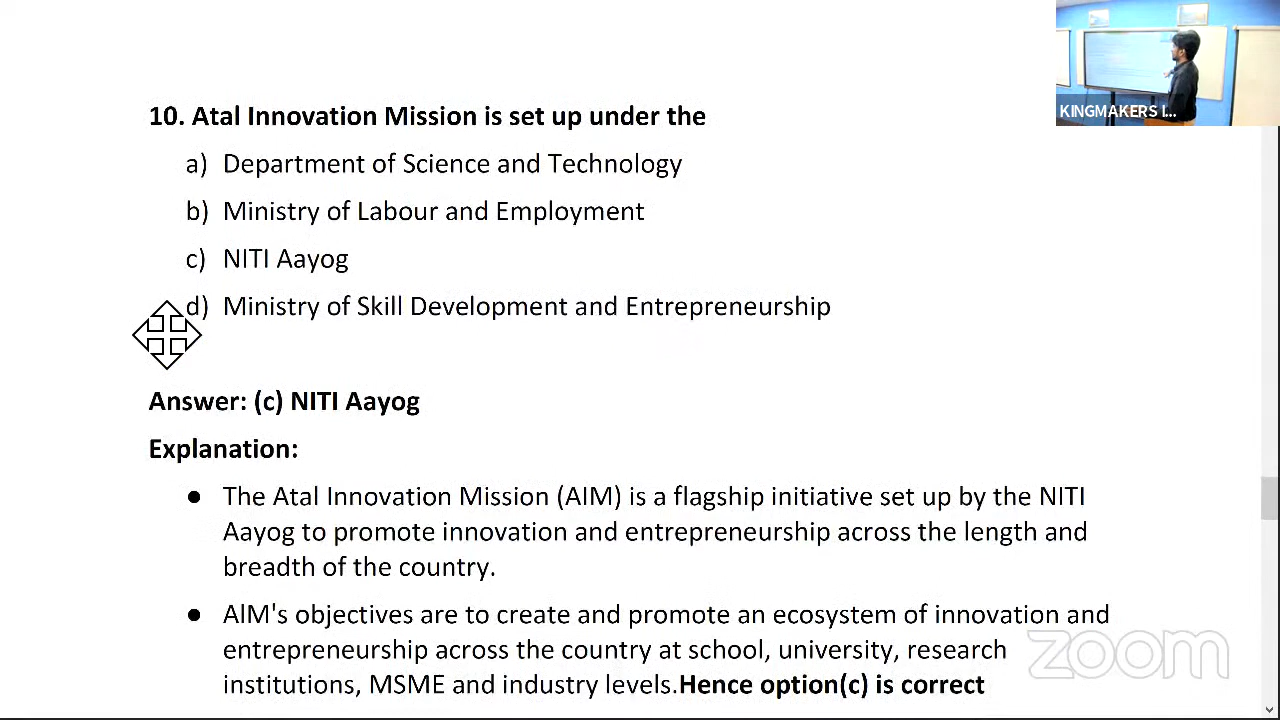 KINGMAKERS I...
10. Atal Innovation Mission is set up under the
a) Department of Science and Technology
b) Ministry of Labour and Employment
c) NITI Aayog
d) Ministry of Skill Development and Entrepreneurship
Answer: (c) NITI Aayog
Explanation:
● The Atal Innovation Mission (AIM) is a flagship initiative set up by the NITI
Aayog to promote innovation and entrepreneurship across the length and
breadth of the country.
● AIM's objectives are to create and promote an ecosystem of innovation and
entrepreneurship across the country at school, university, research
institutions, MSME and industry levels.Hence option(c) is correct
zoom